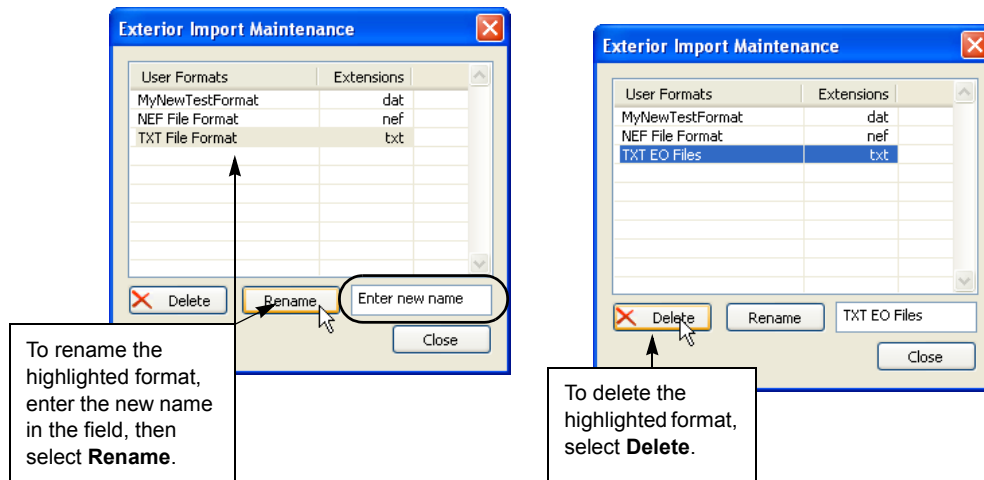 Exterior Import Maintenance
User Formats Extensions
MyNewTestFormat dat
NEF File Format nef
TXT File Format txt
Delete Rename Enter new name
Close
To rename the
highlighted format,
enter the new name
in the field, then
select Rename.
Exterior Import Maintenance
User Formats Extensions
MyNewTestFormat dat
NEF File Format nef
TXT EO Files txt
Delete Rename TXT EO Files
Close
To delete the
highlighted format,
select Delete.